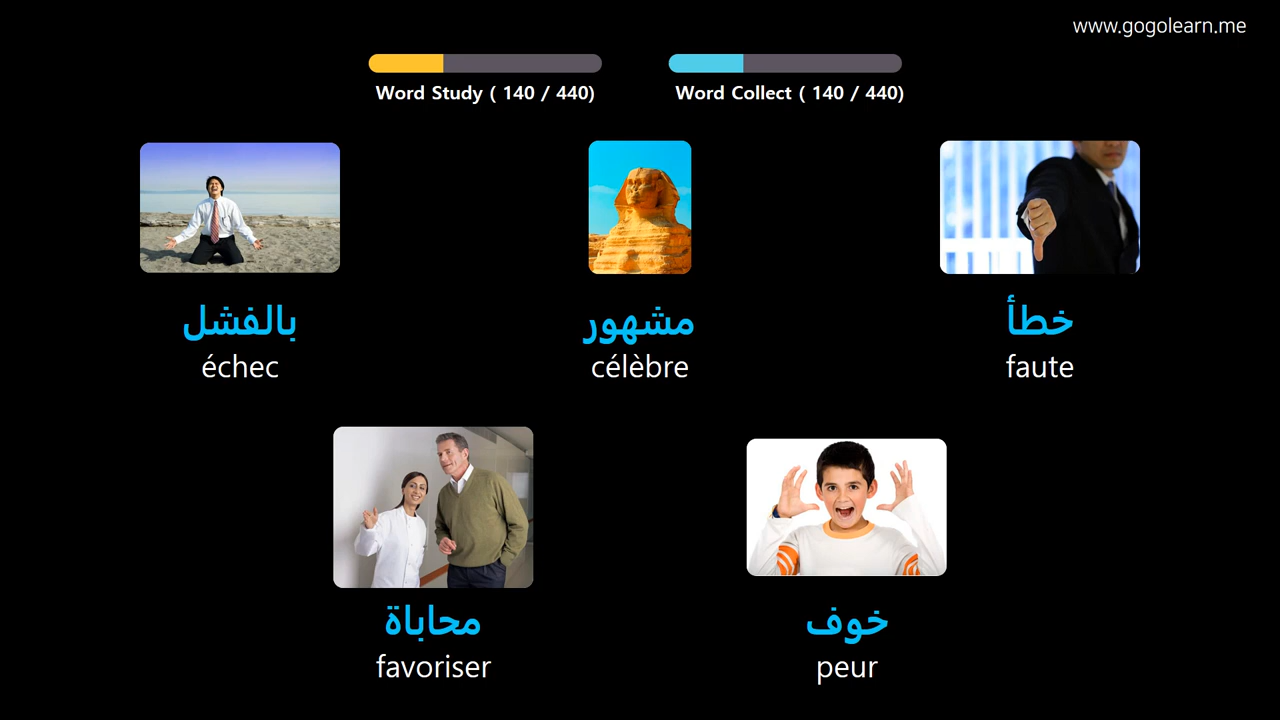 www.gogolearn.me
Word Study ( 140 / 440)
Word Collect ( 140 / 440)
بالفشل
échec
مشهور
célèbre
خطأ
faute
محاباة
favoriser
خوف
peur